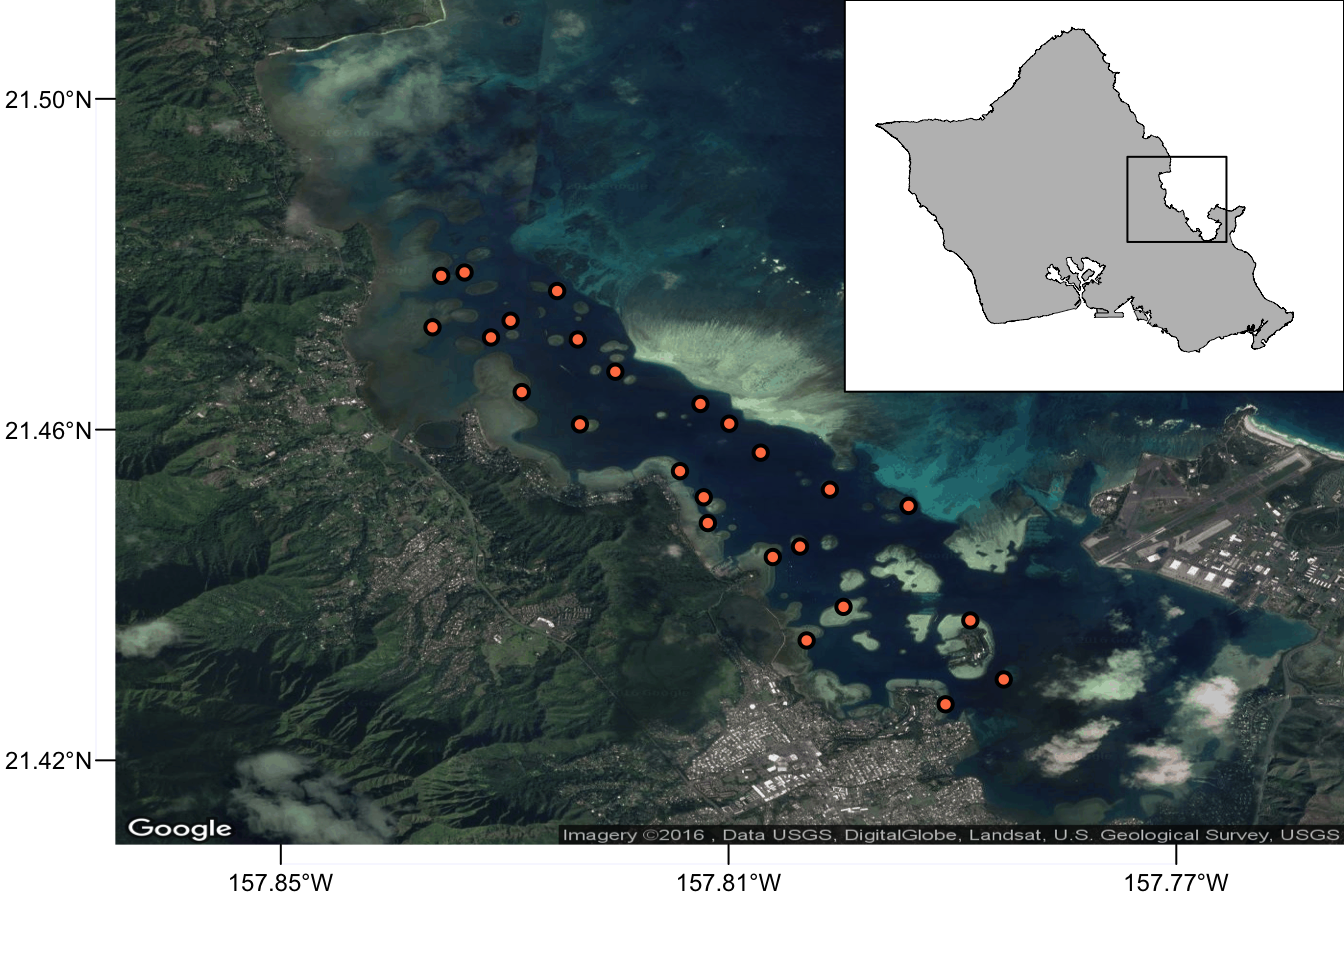 21.50°N
21.46°N
21.42°N
Google
Imagery ©2016 , Data USGS, DigitalGlobe, Landsat, U.S. Geological Survey, USGS
157.85°W
157.81°W
157.77°W